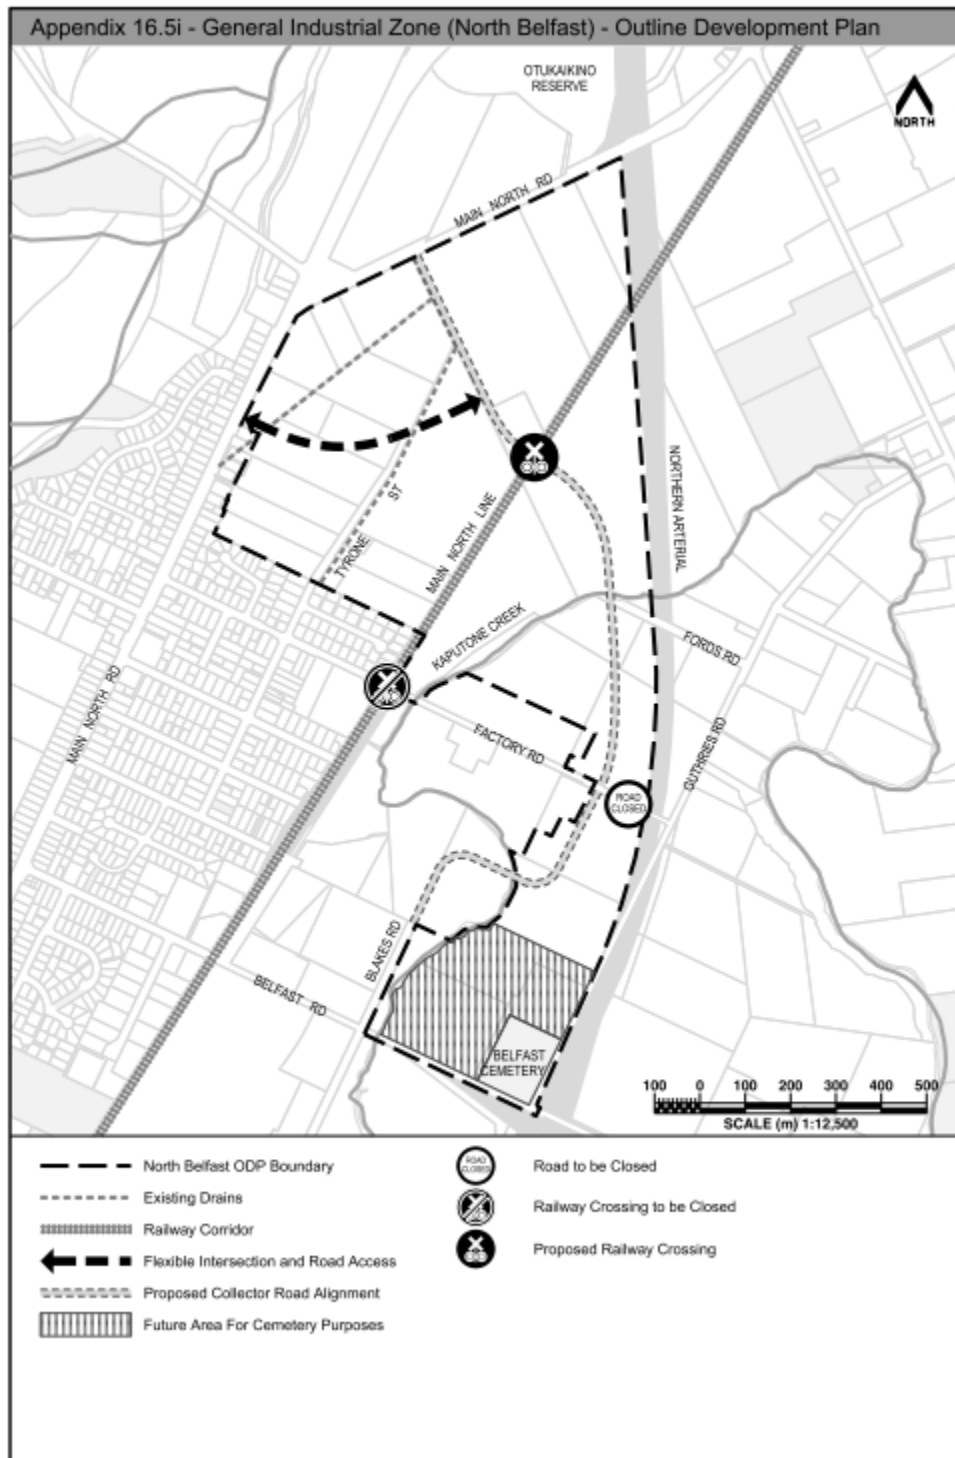 Appendix 16.5i - General Industrial Zone (North Belfast) - Outline Development Plan
OTUKAIKINO
RESERVE
NORTH
MAIN NORTH RD
NORTHERN ARTERIAL
TYRONE ST
MAIN NORTH LINE
KAPUTONE CREEK
FORDS RD
MAIN NORTH RD
FACTORY RD
GUTHRIES RD
ROAD
CLOSED
BLAKES RD
BELFAST RD
BELFAST
CEMETERY
100 0 100 200 300 400 500
SCALE (m) 1:12,500
North Belfast ODP Boundary
Existing Drains
Railway Corridor
Flexible Intersection and Road Access
Proposed Collector Road Alignment
Future Area For Cemetery Purposes
ROAD
CLOSED
Road to be Closed
Railway Crossing to be Closed
Proposed Railway Crossing